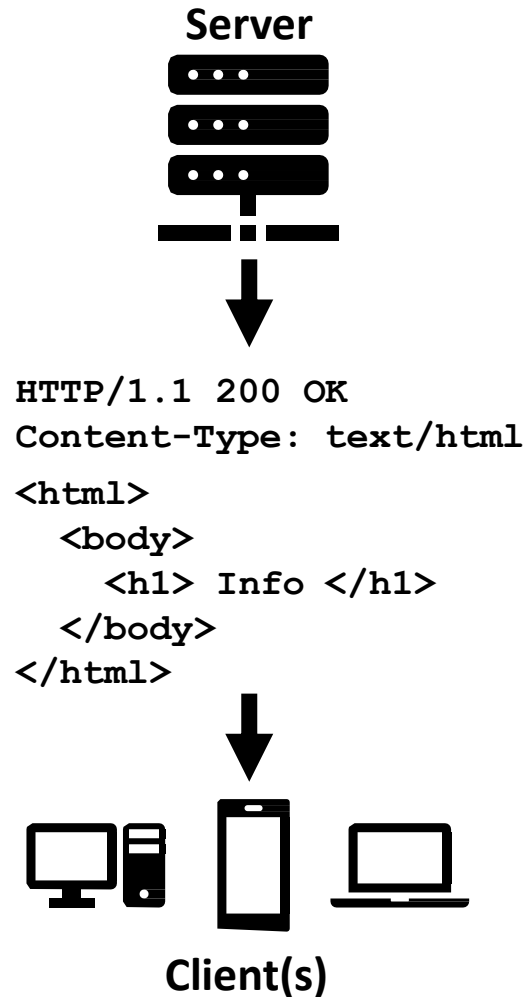 Server
HTTP/1.1 200 OK
Content-Type: text/html
<html>
<body>
<h1> Info </h1>
</body>
</html>
Client(s)